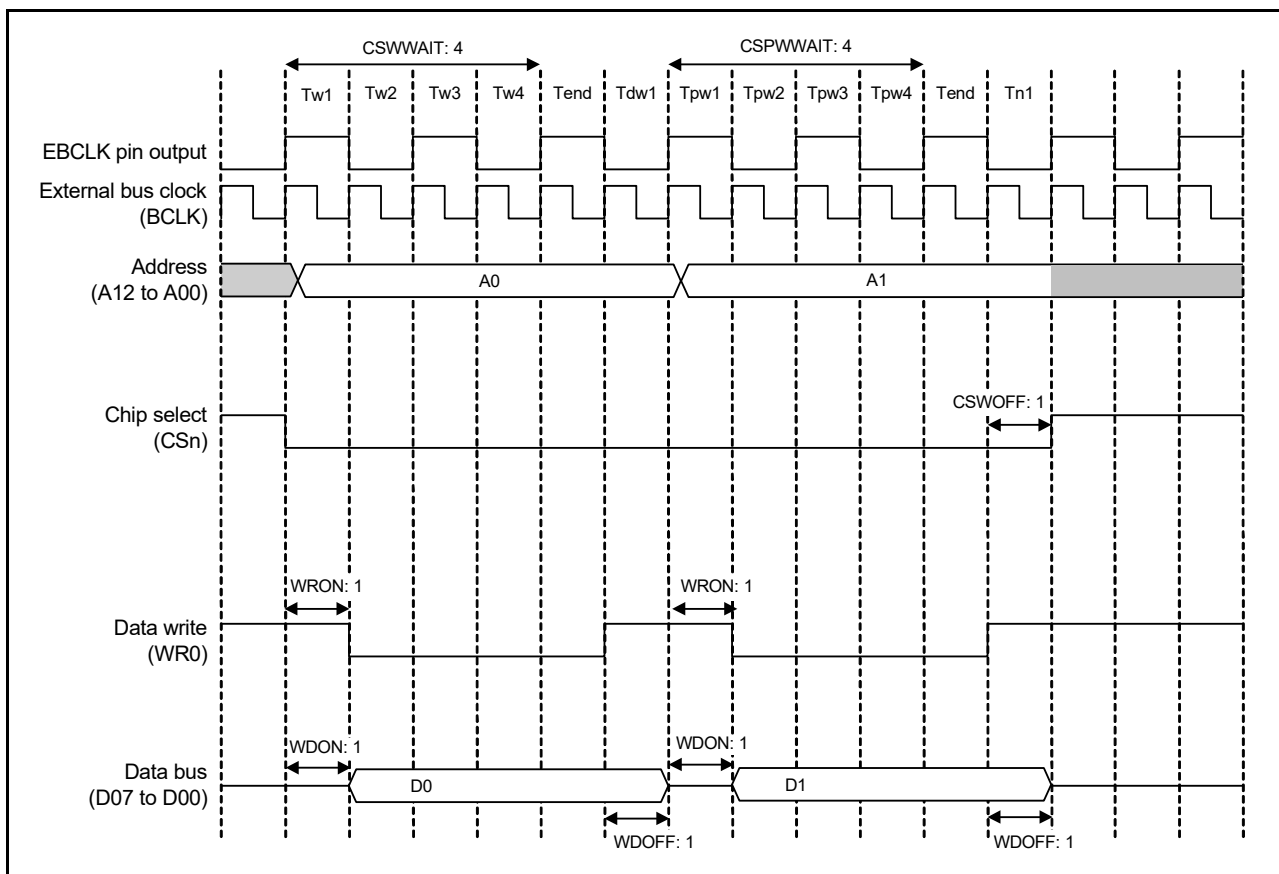 CSWWAIT: 4 CSPWWAIT: 4
Tw1 Tw2 Tw3 Tw4 Tend Tdw1 Tpw1 Tpw2 Tpw3 Tpw4 Tend Tn1
EBCLK pin output
External bus clock
(BCLK)
Address
(A12 to A00)
A0 A1
Chip select
(CSn)
CSWOFF: 1
WRON: 1 WRON: 1
Data write
(WR0)
WDON: 1 WDON: 1
Data bus
(D07 to D00)
D0 D1
WDOFF: 1 WDOFF: 1